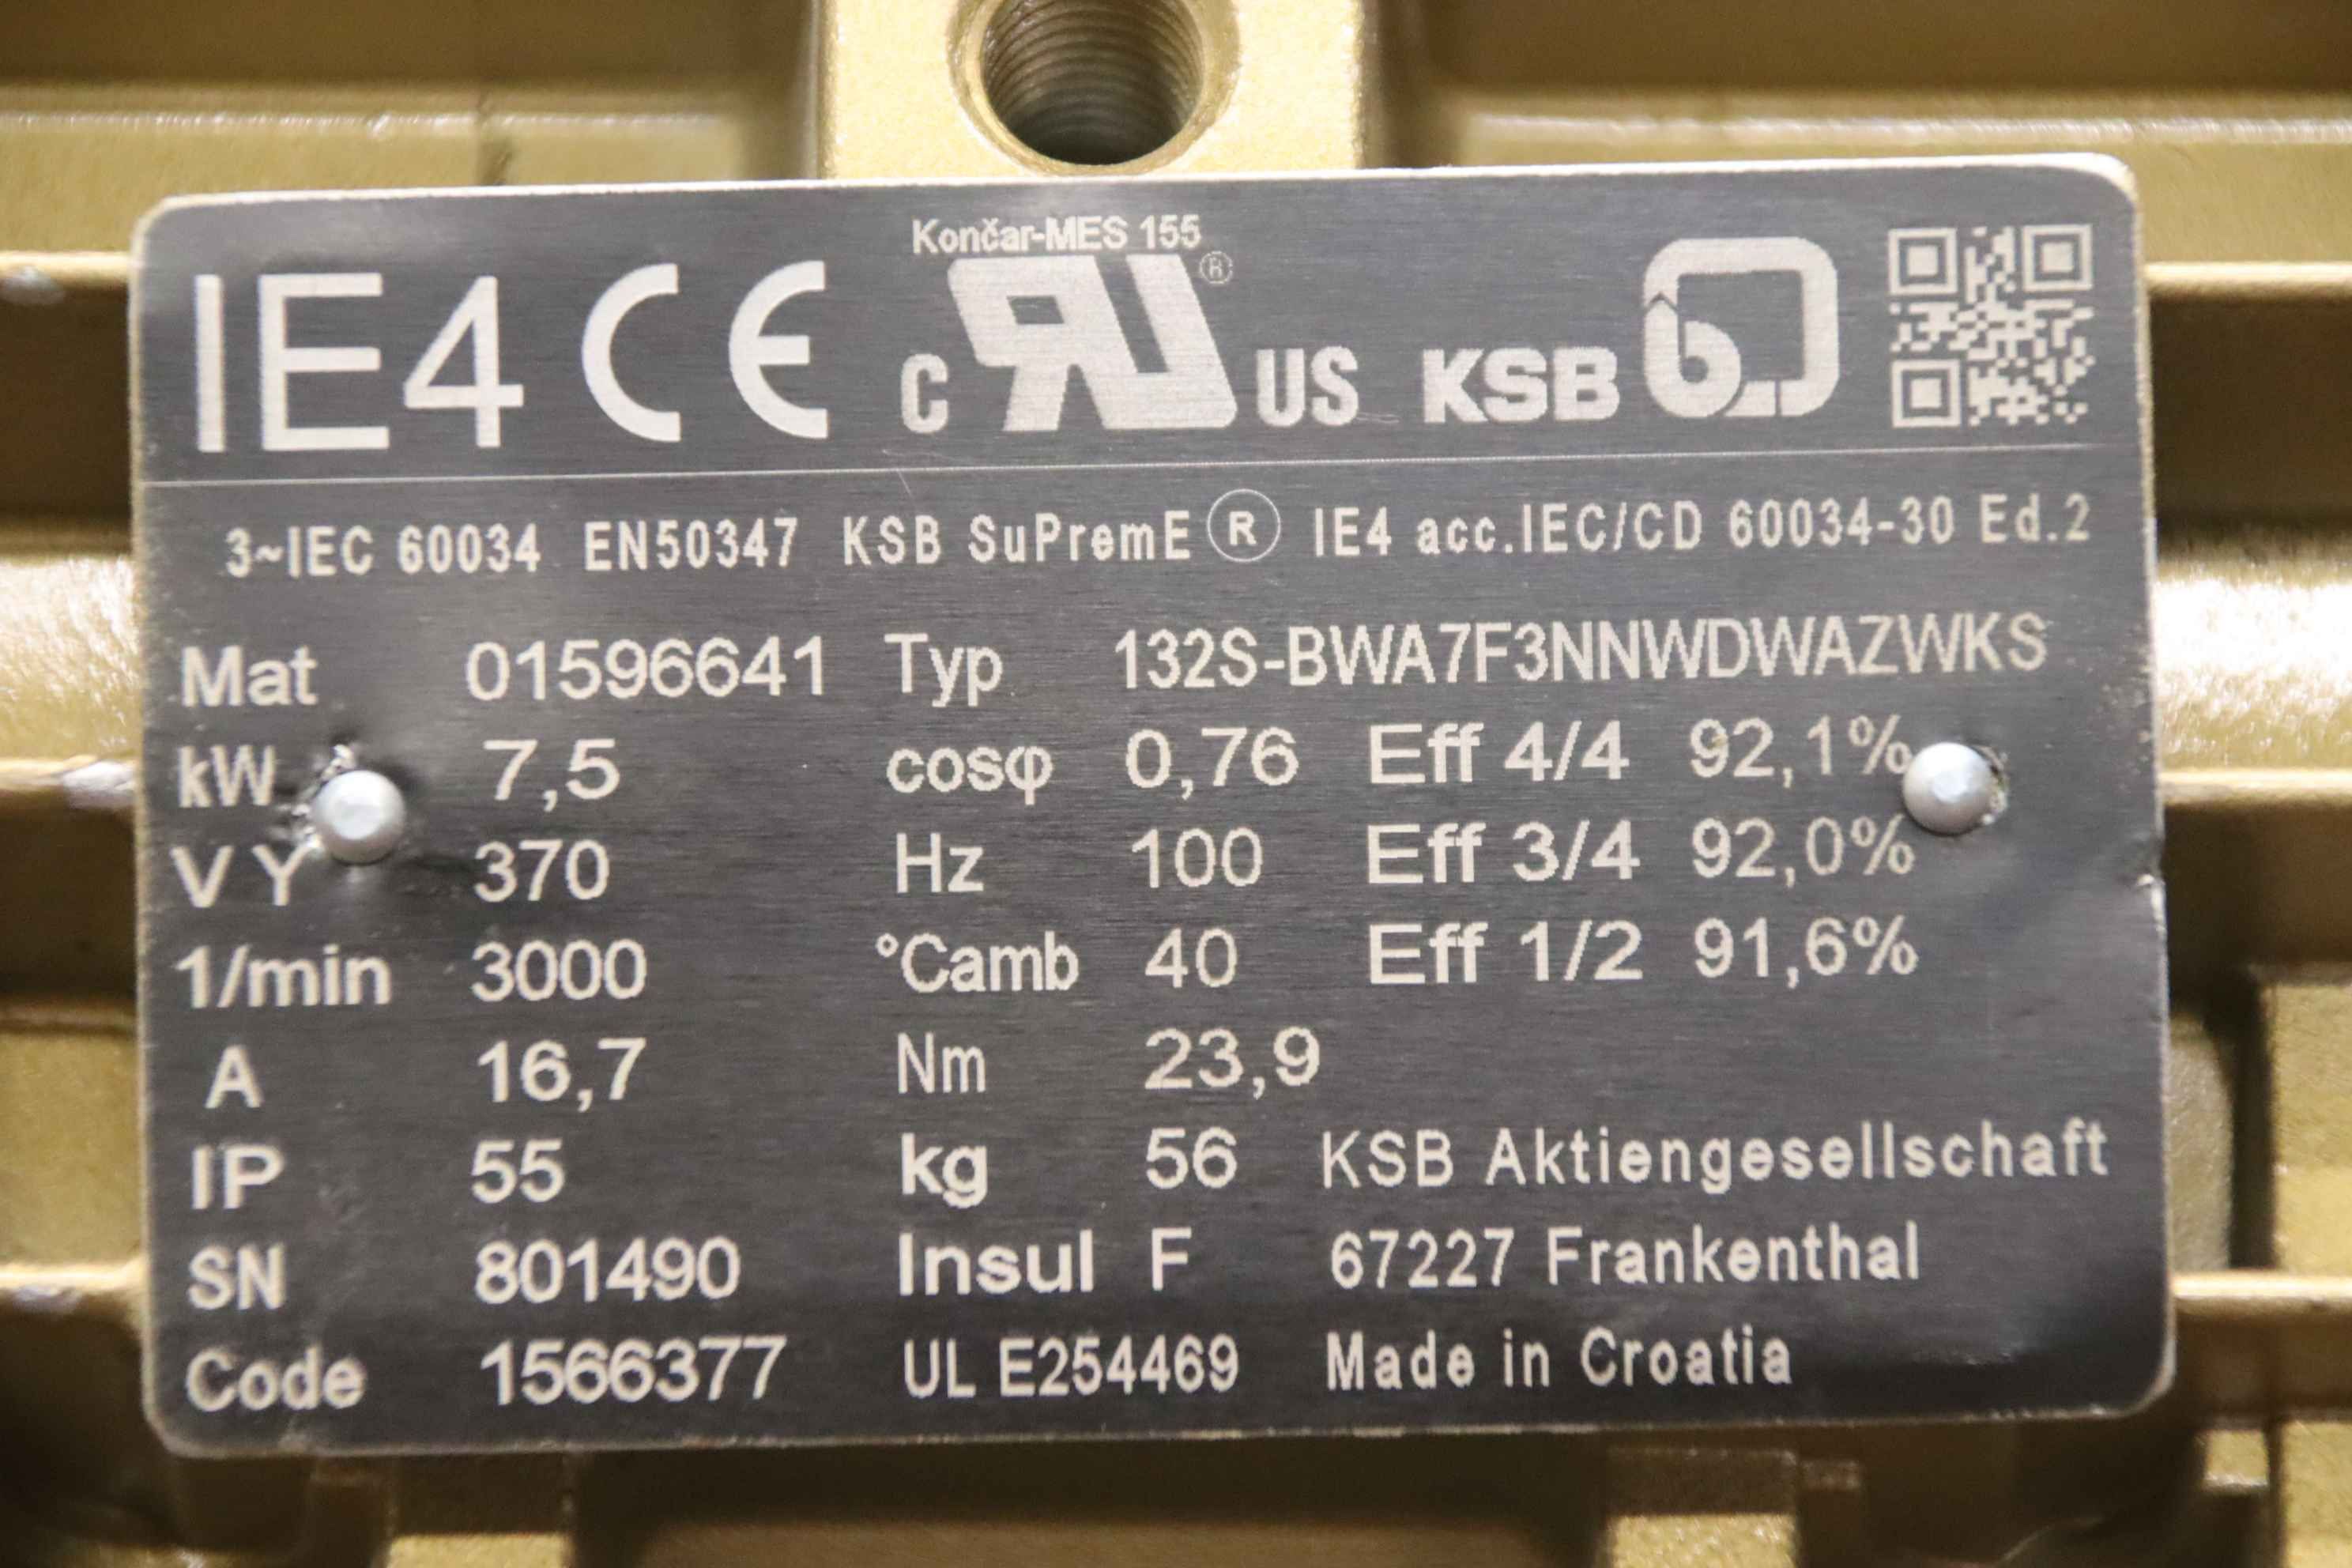 Končar-MES 155
IE4 CE C RU ® US KSB
3~IEC 60034 EN50347 KSB SuPremE ® IE4 acc.IEC/CD 60034-30 Ed.2
Mat 01596641 Typ 132S-BWA7F3NNWDWAZWKS
kW 7,5 cosφ 0,76 Eff 4/4 92,1%
V Y 370 Hz 100 Eff 3/4 92,0%
1/min 3000 °Camb 40 Eff 1/2 91,6%
A 16,7 Nm 23,9
IP 55 kg 56 KSB Aktiengesellschaft
SN 801490 Insul F 67227 Frankenthal
Code 1566377 UL E254469 Made in Croatia